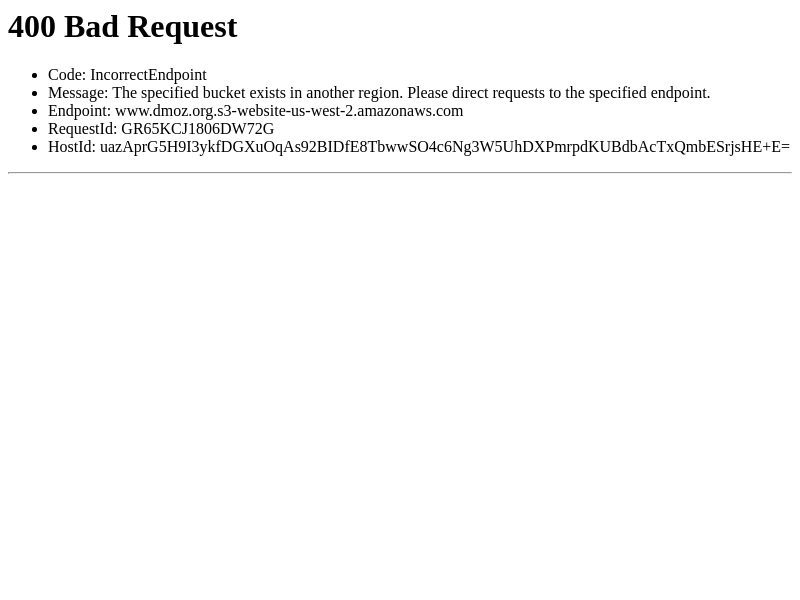 400 Bad Request
Code: IncorrectEndpoint
Message: The specified bucket exists in another region. Please direct requests to the specified endpoint.
Endpoint: www.dmoz.org.s3-website-us-west-2.amazonaws.com
RequestId: GR65KCJ1806DW72G
HostId: uazAprG5H9I3ykfDGXuOqAs92BIDfE8TbwwSO4c6Ng3W5UhDXPmrpdKUBdbAcTxQmbESrjsHE+E=